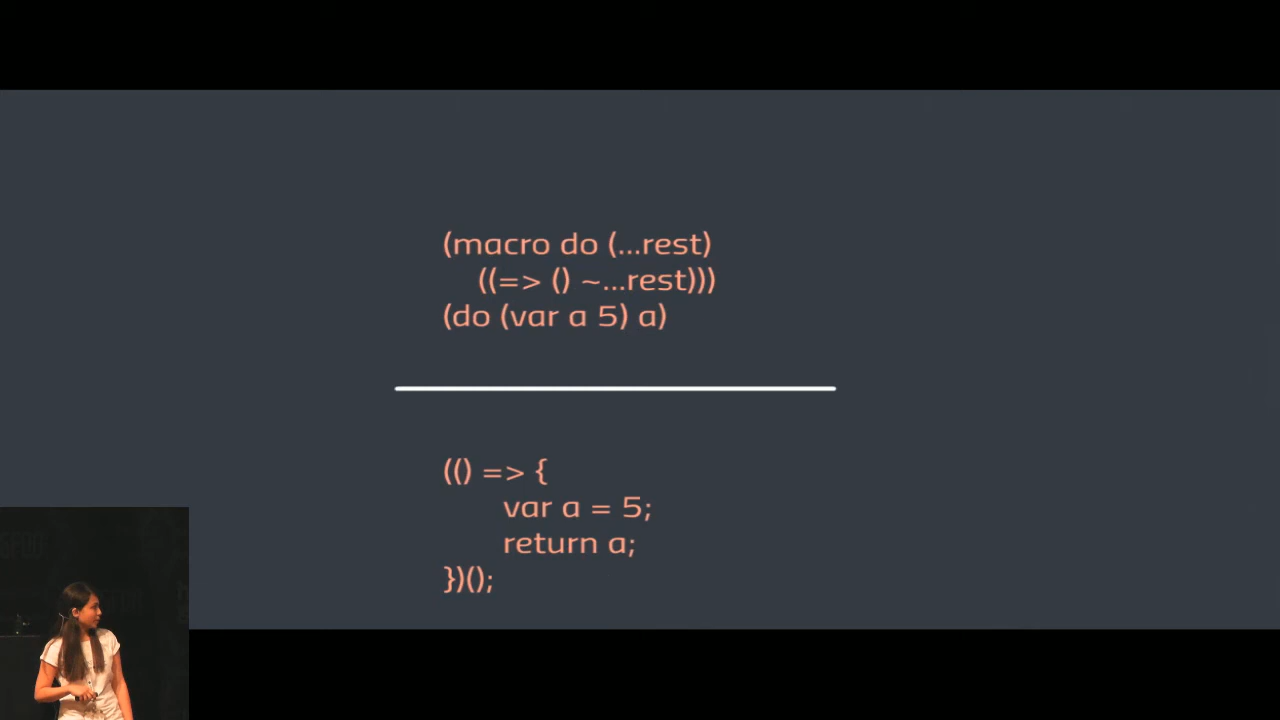 (macro do (...rest)
((=> () ~...rest)))
(do (var a 5) a)
(() => {
var a = 5;
return a;
})();